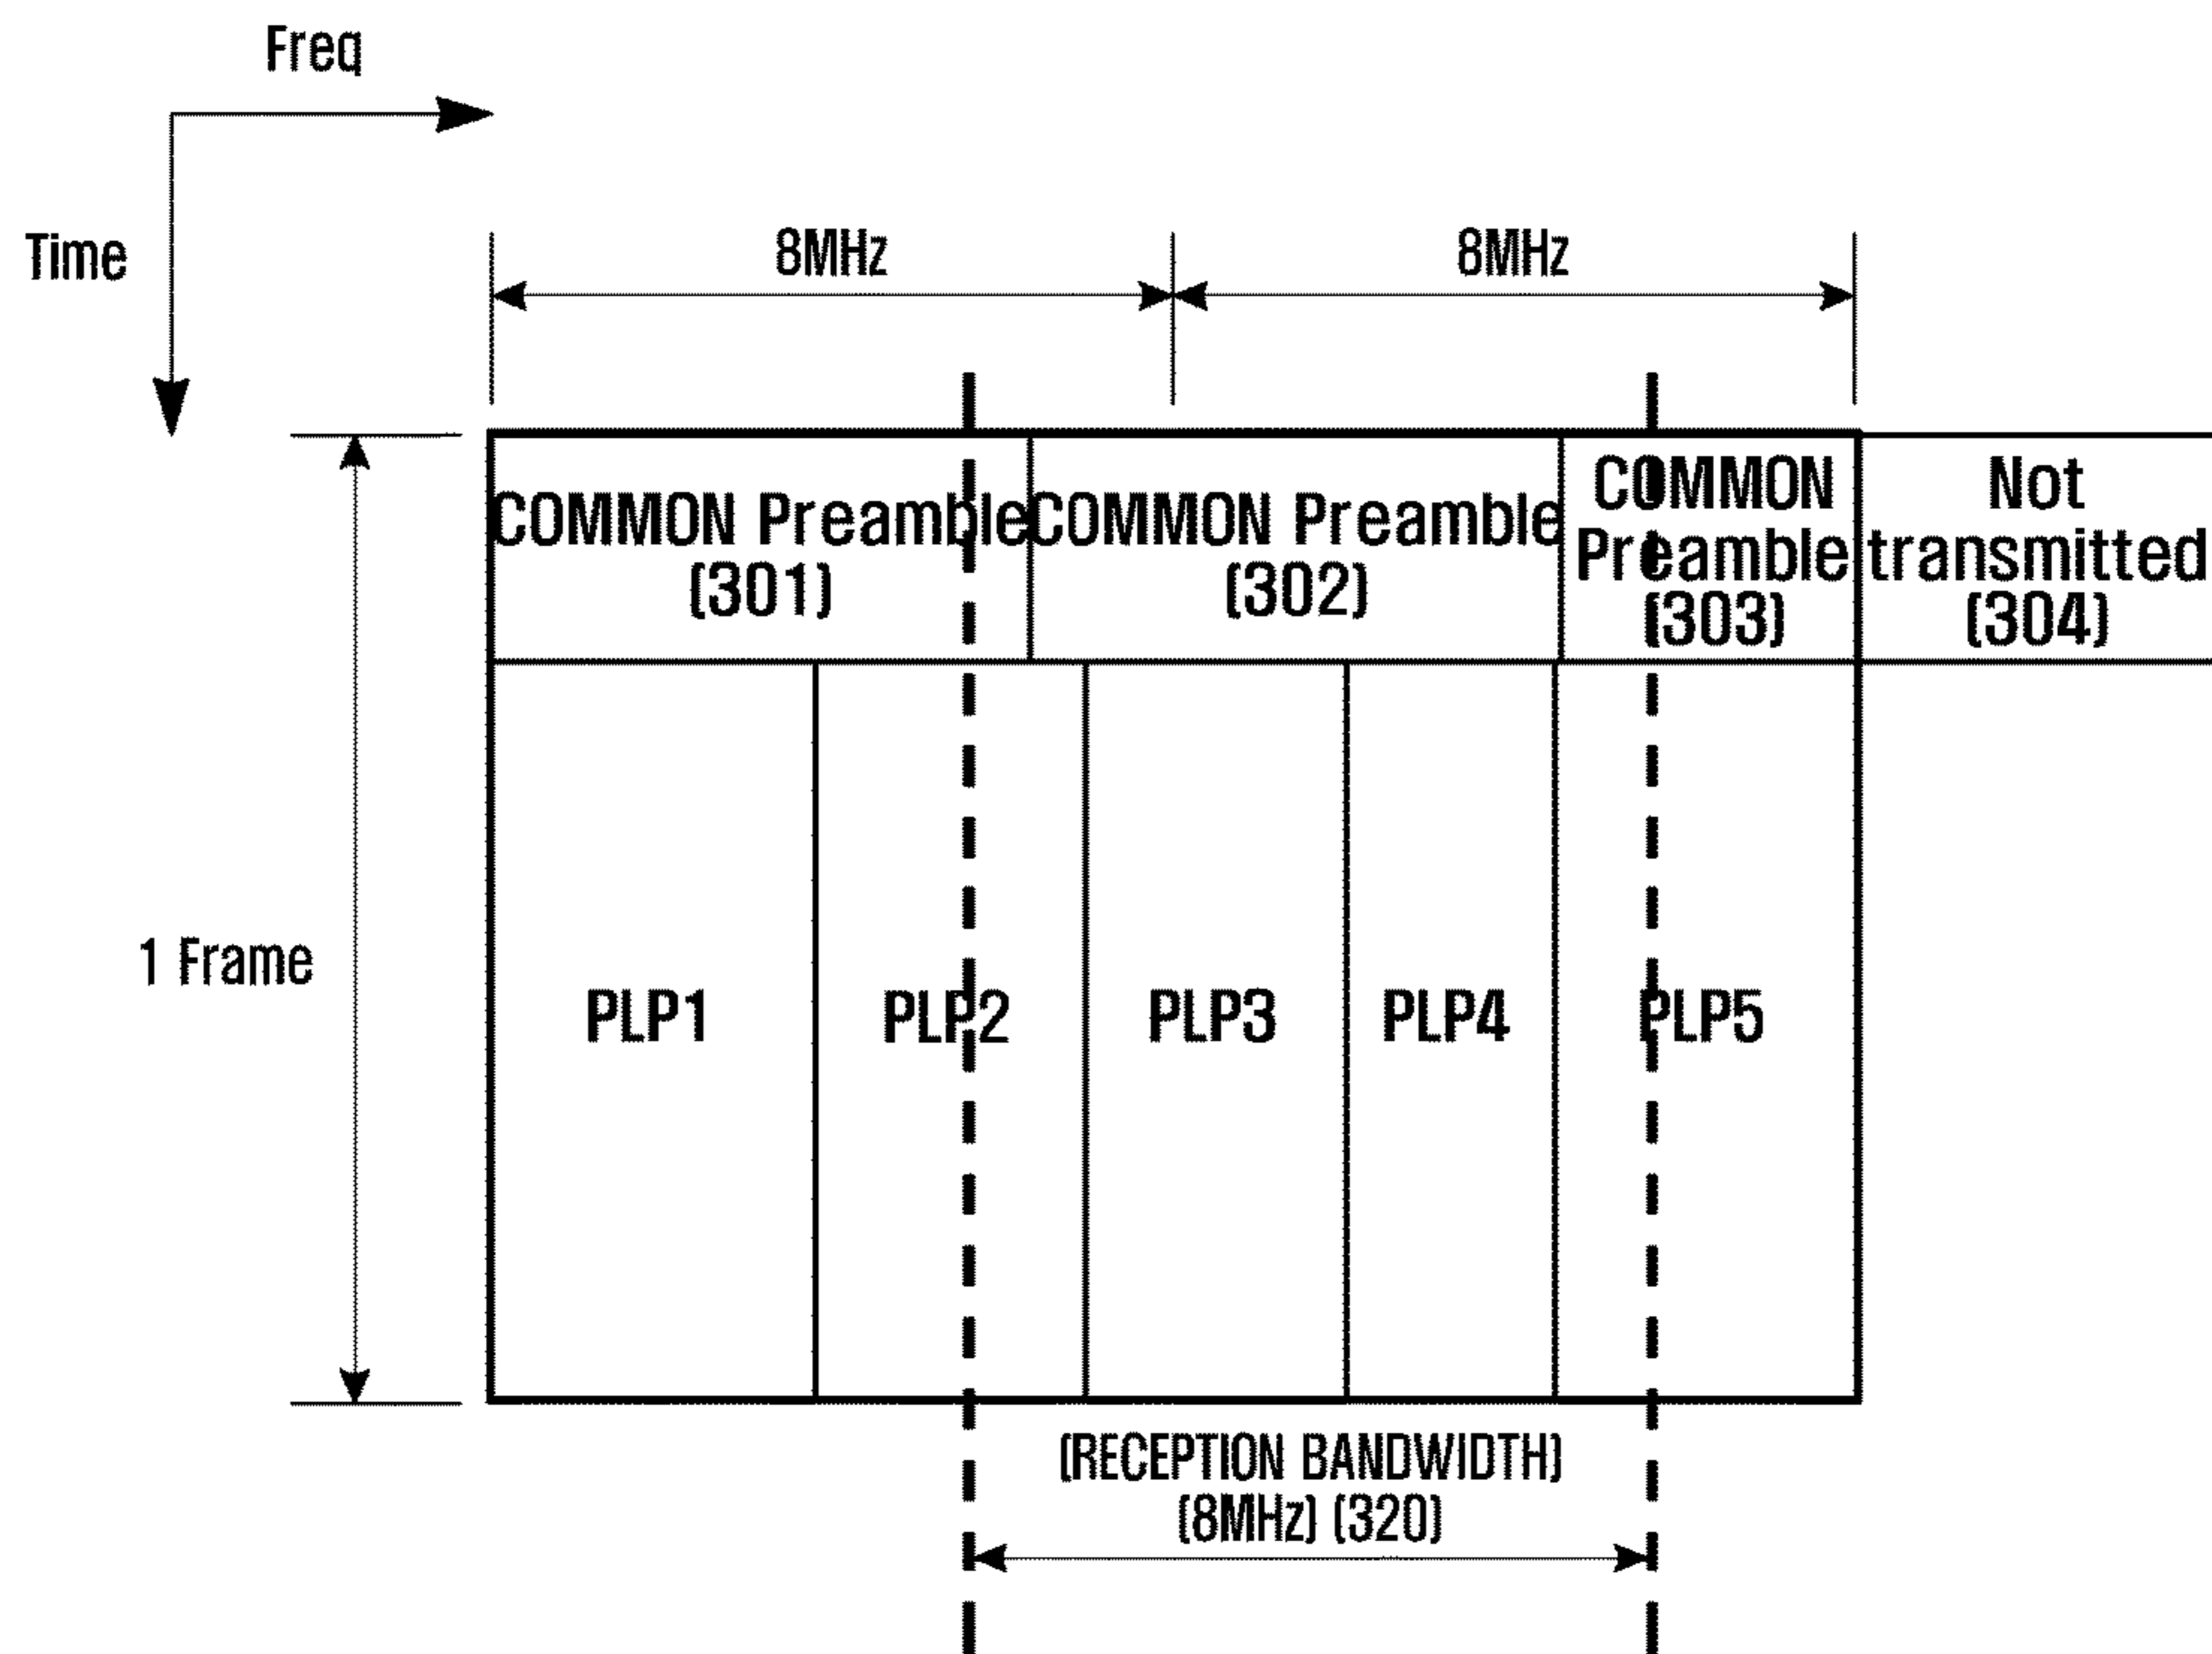 Freq
Time
8MHz
8MHz
COMMON Preamble
(301)
COMMON Preamble
(302)
COMMON
Preamble
(303)
Not
transmitted
(304)
1 Frame
PLP1
PLP2
PLP3
PLP4
PLP5
(RECEPTION BANDWIDTH)
(8MHz) (320)